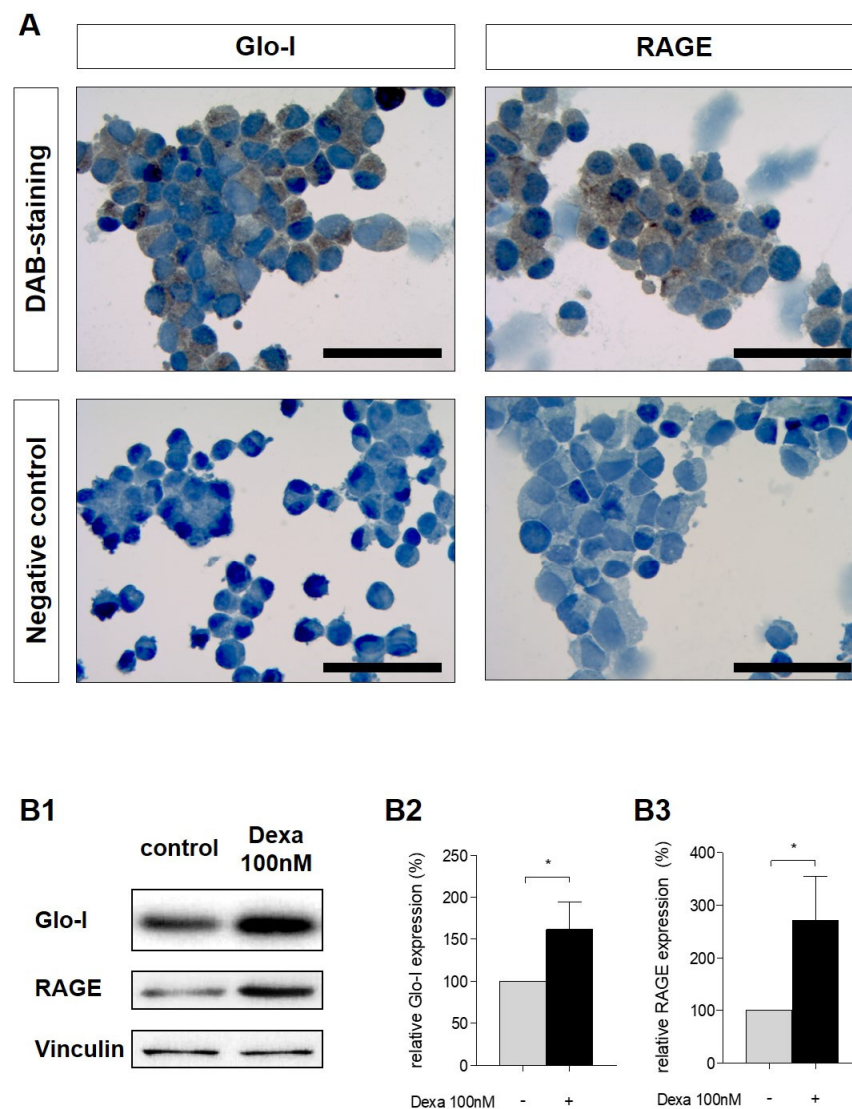 A
Glo-I
RAGE
DAB-staining
Negative control
B1
control
Dexa
100nM
Glo-I
RAGE
Vinculin
B2
relative Glo-I expression (%)
250
200
150
100
50
0
*
Dexa 100nM
-
+
B3
relative RAGE expression (%)
400
300
200
100
0
*
Dexa 100nM
-
+